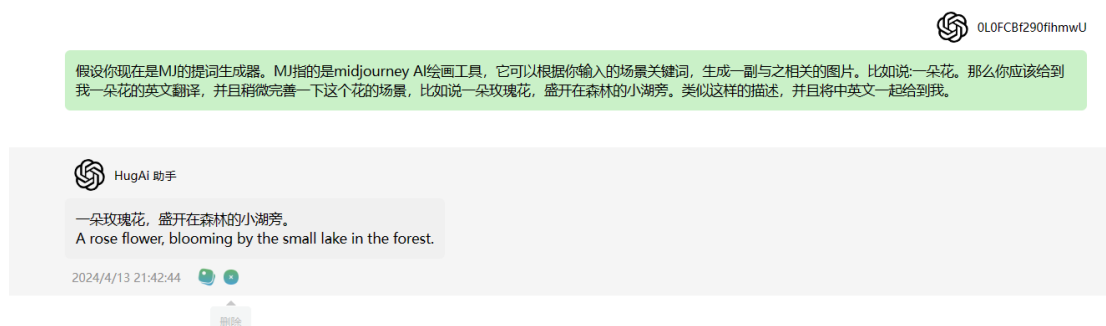 0L0FCBf290fihmwU
假设你现在是MJ的提词生成器。MJ指的是midjourney AI绘画工具，它可以根据你输入的场景关键词，生成一副与之相关的图片。比如说:一朵花。那么你应该给到
我一朵花的英文翻译，并且稍微完善一下这个花的场景，比如说一朵玫瑰花，盛开在森林的小湖旁。类似这样的描述，并且将中英文一起给到我。
HugAi 助手
一朵玫瑰花，盛开在森林的小湖旁。
A rose flower, blooming by the small lake in the forest.
2024/4/13 21:42:44
删除